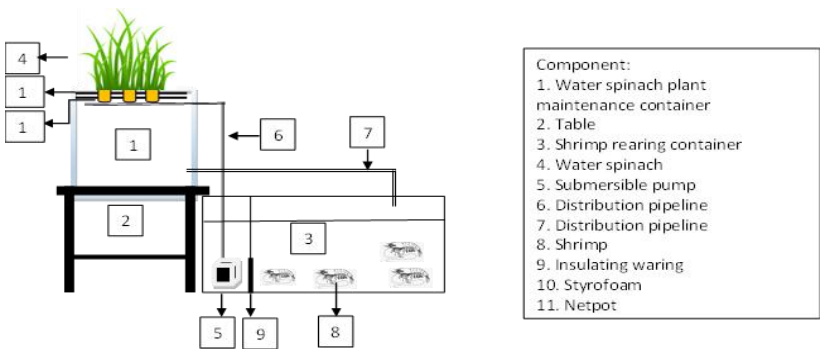 4
1
1
1
6
7
2
3
5
9
8
Component:
1. Water spinach plant
maintenance container
2. Table
3. Shrimp rearing container
4. Water spinach
5. Submersible pump
6. Distribution pipeline
7. Distribution pipeline
8. Shrimp
9. Insulating waring
10. Styrofoam
11. Netpot